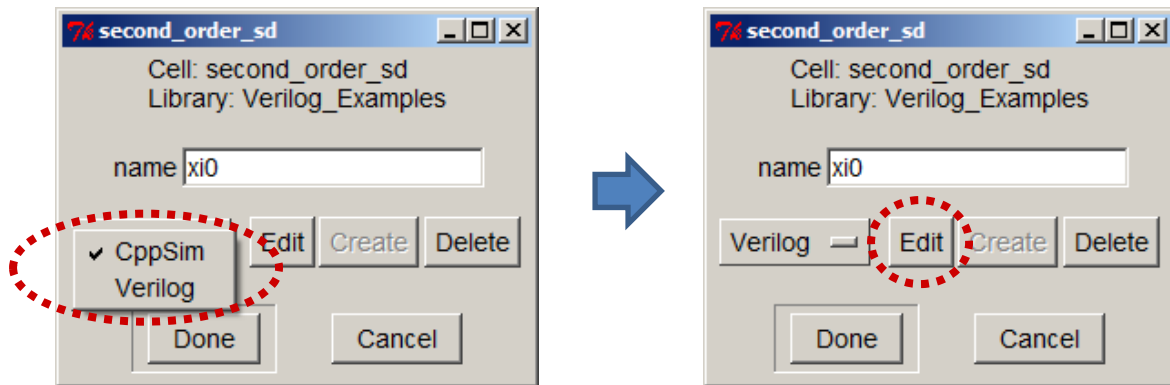 second_order_sd
Cell: second_order_sd
Library: Verilog_Examples
name xi0
CppSim
Verilog
Edit Create Delete
Done Cancel
second_order_sd
Cell: second_order_sd
Library: Verilog_Examples
name xi0
Verilog Edit Create Delete
Done Cancel